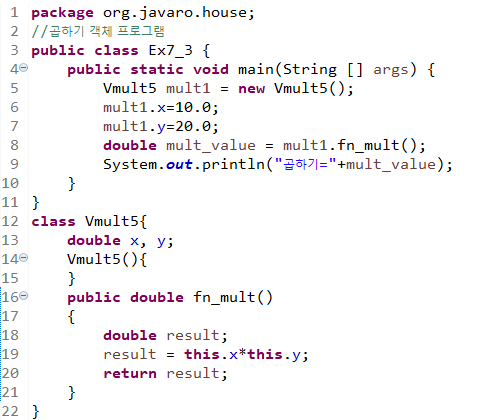 1 package org.javaro.house;
2 //곱하기 객체 프로그램
3 public class Ex7_3 {
4 public static void main(String [] args) {
5 Vmult5 mult1 = new Vmult5();
6 mult1.x=10.0;
7 mult1.y=20.0;
8 double mult_value = mult1.fn_mult();
9 System.out.println("곱하기="+mult_value);
10 }
11 }
12 class Vmult5{
13 double x, y;
14 Vmult5(){
15 }
16 public double fn_mult()
17 {
18 double result;
19 result = this.x*this.y;
20 return result;
21 }
22 }